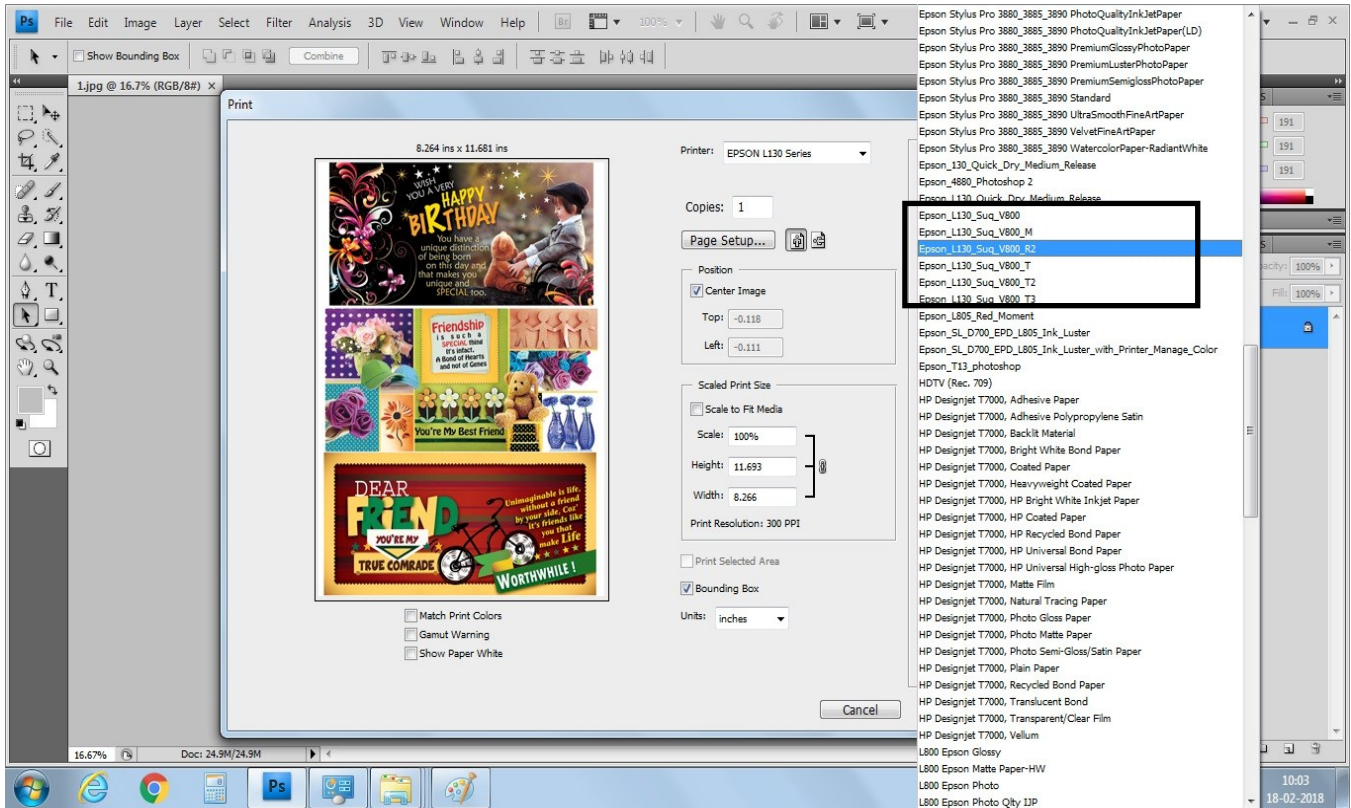 Ps File Edit Image Layer Select Filter Analysis 3D View Window Help Br 100%
Show Bounding Box Combine
1.jpg @ 16.7% (RGB/8#) ×
Print
8.264 ins x 11.681 ins
WISH
YOU A VERY
HAPPY
BIRTHDAY
You have a
unique distinction
of being born
on this day and
that makes you
unique and
SPECIAL too.
Friendship
is such a
SPECIAL thing
It's intact.
A Bond of Hearts
and not of Genes
You're My Best Friend
DEAR
FRIEND
YOU'RE MY
TRUE COMRADE
Unimaginable is life,
without a friend
by your side, Coz'
it's friends like
you that
make Life
WORTHWHILE !
Match Print Colors
Gamut Warning
Show Paper White
Printer: EPSON L130 Series
Copies: 1
Page Setup...
Position
Center Image
Top: -0.118
Left: -0.111
Scaled Print Size
Scale to Fit Media
Scale: 100%
Height: 11.693
Width: 8.266
Print Resolution: 300 PPI
Print Selected Area
Bounding Box
Units: inches
Cancel
Epson Stylus Pro 3880_3885_3890 PhotoQualityInkJetPaper
Epson Stylus Pro 3880_3885_3890 PhotoQualityInkJetPaper(LD)
Epson Stylus Pro 3880_3885_3890 PremiumGlossyPhotoPaper
Epson Stylus Pro 3880_3885_3890 PremiumLusterPhotoPaper
Epson Stylus Pro 3880_3885_3890 PremiumSemiglossPhotoPaper
Epson Stylus Pro 3880_3885_3890 Standard
Epson Stylus Pro 3880_3885_3890 UltraSmoothFineArtPaper
Epson Stylus Pro 3880_3885_3890 VelvetFineArtPaper
Epson Stylus Pro 3880_3885_3890 WatercolorPaper-RadiantWhite
Epson_130_Quick_Dry_Medium_Release
Epson_4880_Photoshop 2
Epson_L130_Quick_Dry_Medium_Release
Epson_L130_Suq_V800
Epson_L130_Suq_V800_M
Epson_L130_Suq_V800_R2
Epson_L130_Suq_V800_T
Epson_L130_Suq_V800_T2
Epson_L130_Suq_V800_T3
Epson_L805_Red_Moment
Epson_SL_D700_EPD_L805_Ink_Luster
Epson_SL_D700_EPD_L805_Ink_Luster_with_Printer_Manage_Color
Epson_T13_photoshop
HDTV (Rec. 709)
HP Designjet T7000, Adhesive Paper
HP Designjet T7000, Adhesive Polypropylene Satin
HP Designjet T7000, Backlit Material
HP Designjet T7000, Bright White Bond Paper
HP Designjet T7000, Coated Paper
HP Designjet T7000, Heavyweight Coated Paper
HP Designjet T7000, HP Bright White Inkjet Paper
HP Designjet T7000, HP Coated Paper
HP Designjet T7000, HP Recycled Bond Paper
HP Designjet T7000, HP Universal Bond Paper
HP Designjet T7000, HP Universal High-gloss Photo Paper
HP Designjet T7000, Matte Film
HP Designjet T7000, Natural Tracing Paper
HP Designjet T7000, Photo Gloss Paper
HP Designjet T7000, Photo Matte Paper
HP Designjet T7000, Photo Semi-Gloss/Satin Paper
HP Designjet T7000, Plain Paper
HP Designjet T7000, Recycled Bond Paper
HP Designjet T7000, Translucent Bond
HP Designjet T7000, Transparent/Clear Film
HP Designjet T7000, Vellum
L800 Epson Glossy
L800 Epson Matte Paper-HW
L800 Epson Photo
L800 Epson Photo Qlty IJP
191
191
191
100%
Fill: 100%
16.67% Doc: 24.9M/24.9M
Ps
10:03
18-02-2018